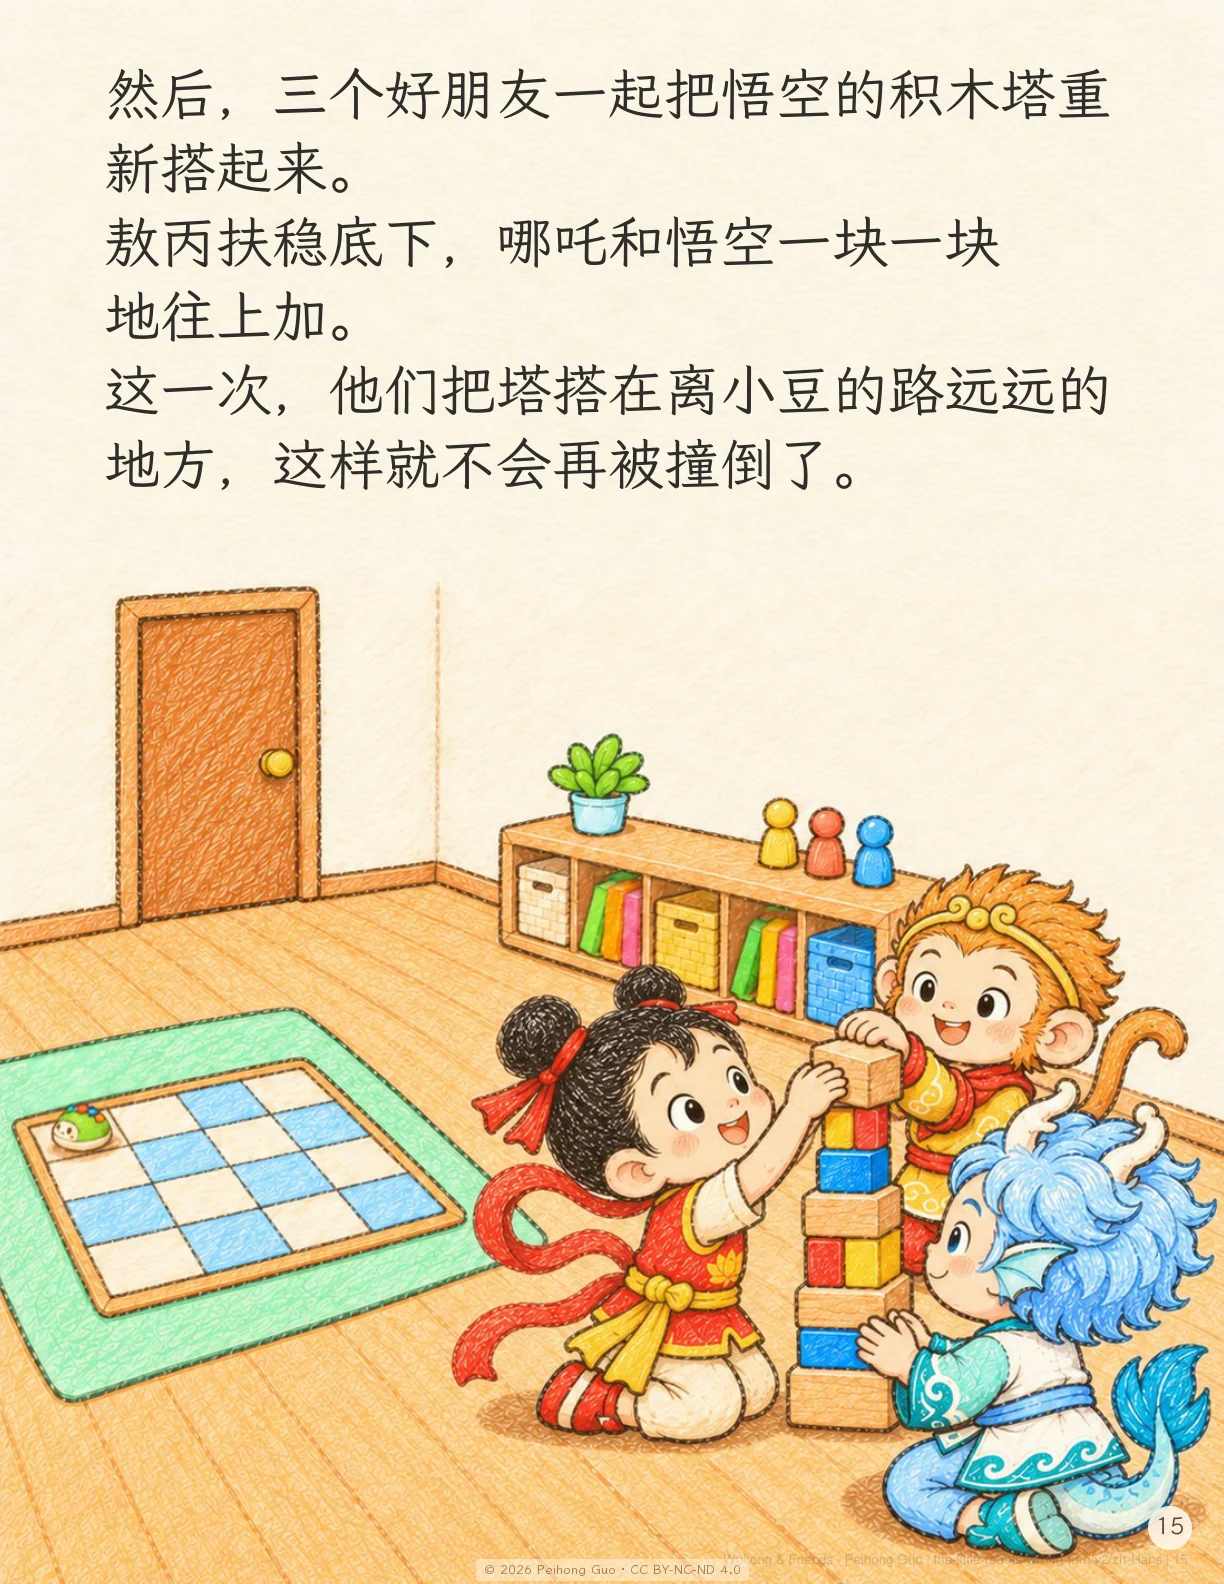 然后，三个好朋友一起把悟空的积木塔重
新搭起来。
敖丙扶稳底下，哪吒和悟空一块一块
地往上加。
这一次，他们把塔搭在离小豆的路远远的
地方，这样就不会再被撞倒了。
15
© 2026 Peihong Guo • CC BY-NC-ND 4.0